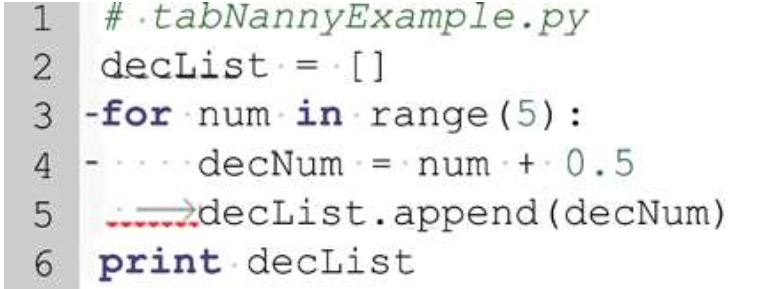 1 # tabNannyExample.py
2 decList = []
3 for num in range(5):
4     decNum = num + 0.5
5     decList.append(decNum)
6 print decList